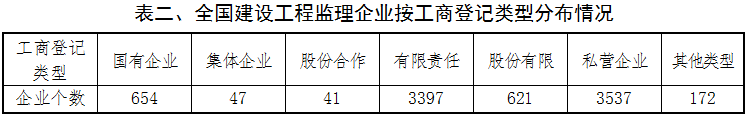 表二、全国建设工程监理企业按工商登记类型分布情况
工商登记类型 国有企业 集体企业 股份合作 有限责任 股份有限 私营企业 其他类型
企业个数 654 47 41 3397 621 3537 172